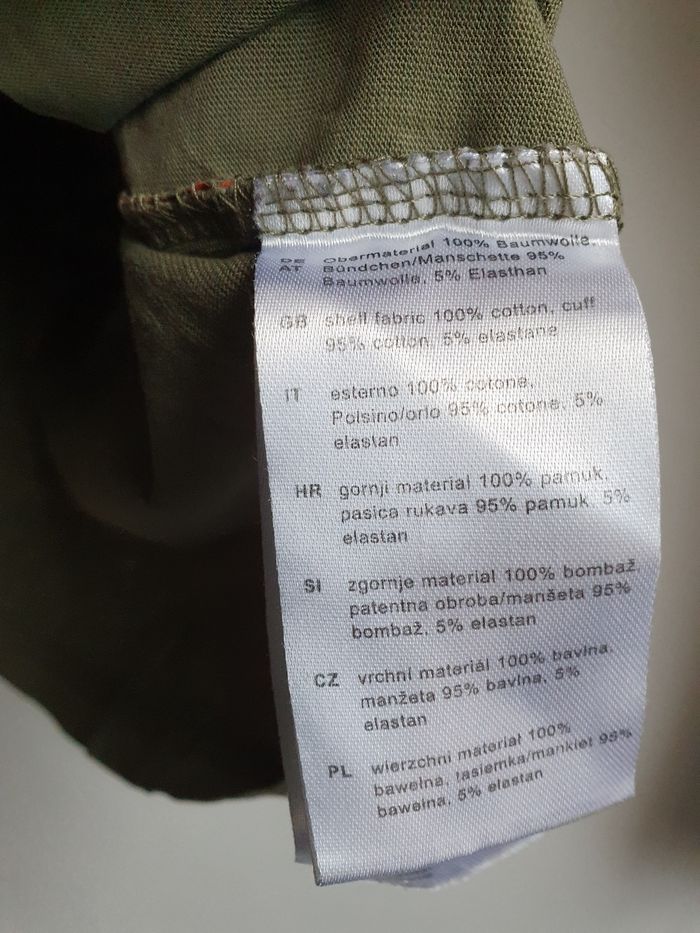 DE Obermaterial 100% Baumwolle,
AT Bündchen/Manschette 95%
Baumwolle, 5% Elasthan
GB shell fabric 100% cotton, cuff
95% cotton, 5% elastane
IT esterno 100% cotone,
Polsino/orlo 95% cotone, 5%
elastan
HR gornji material 100% pamuk,
pasica rukava 95% pamuk, 5%
elastan
SI zgornje material 100% bombaž
patentna obroba/manšeta 95%
bombaž, 5% elastan
CZ vrchní materiál 100% bavlna,
manžeta 95% bavlna, 5%
elastan
PL wierzchni materiał 100%
bawełna, tasiemka/mankiet 95%
bawełna, 5% elastan